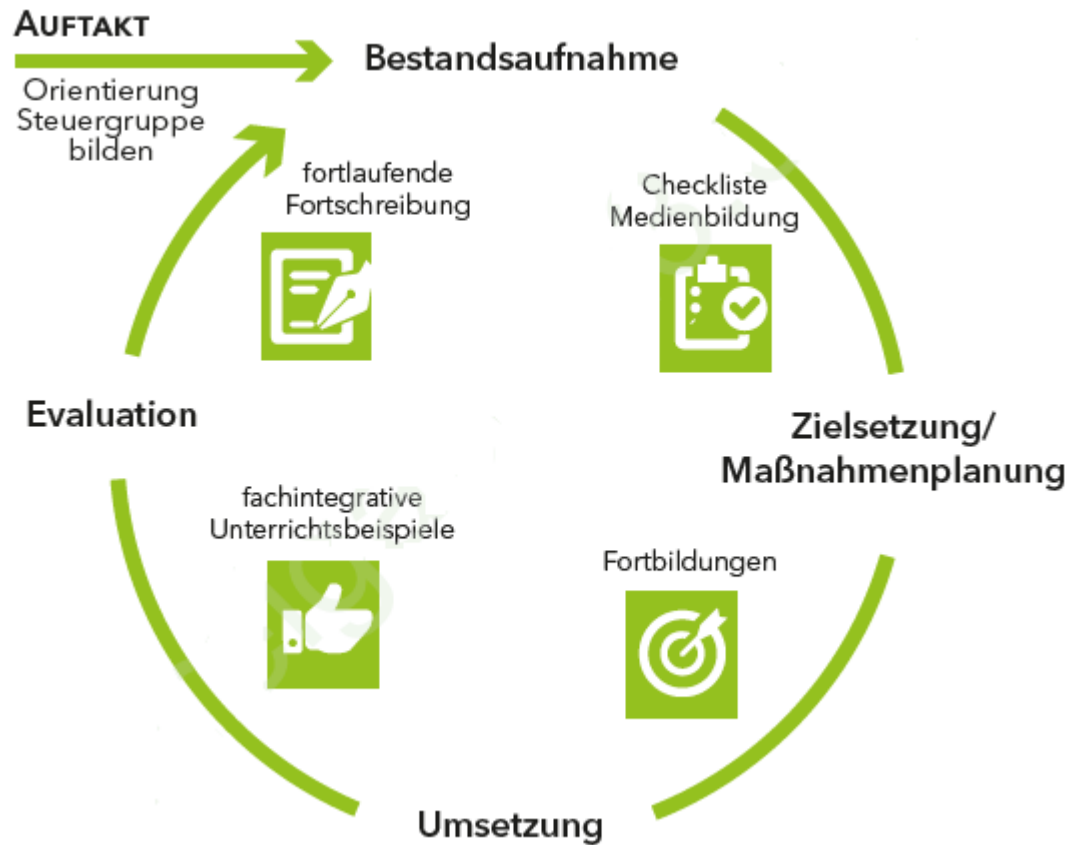 AUFTAKT
Orientierung
Steuergruppe
bilden
Bestandsaufnahme
fortlaufende
Fortschreibung
Checkliste
Medienbildung
Evaluation
Zielsetzung/
Maßnahmenplanung
fachintegrative
Unterrichtsbeispiele
Fortbildungen
Umsetzung